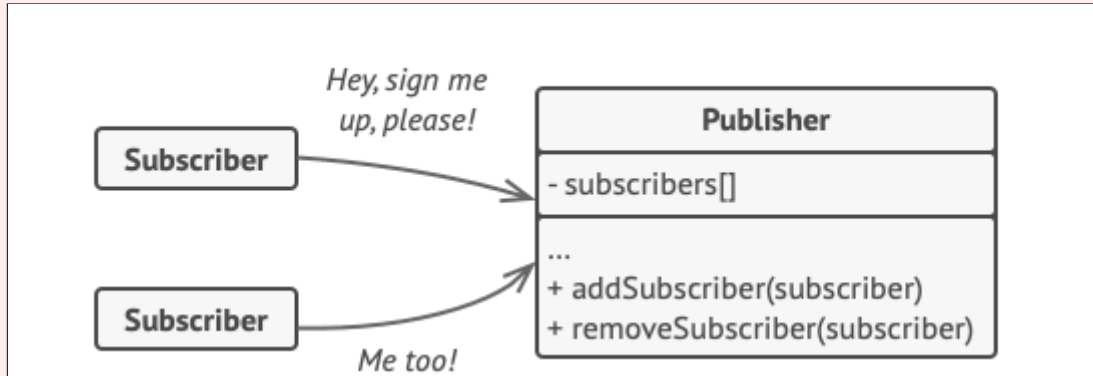 Hey, sign me
up, please!
Subscriber
Publisher
- subscribers[]
...
+ addSubscriber(subscriber)
+ removeSubscriber(subscriber)
Subscriber
Me too!